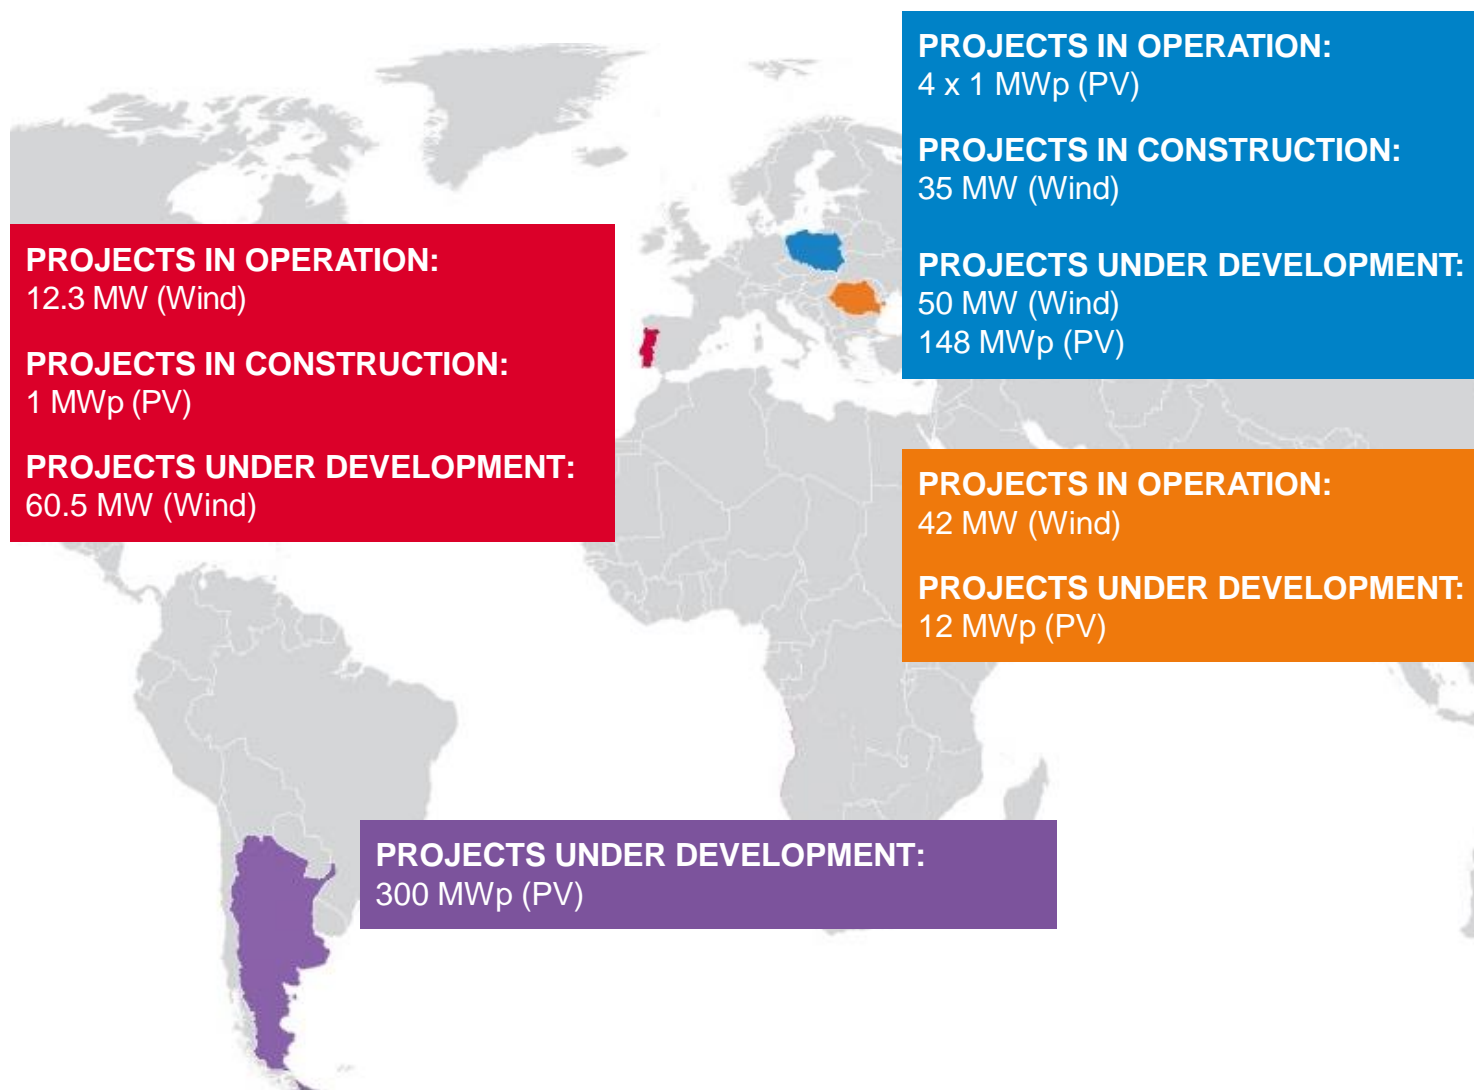 PROJECTS IN OPERATION:
4 x 1 MWp (PV)
PROJECTS IN CONSTRUCTION:
35 MW (Wind)
PROJECTS UNDER DEVELOPMENT:
50 MW (Wind)
148 MWp (PV)
PROJECTS IN OPERATION:
12.3 MW (Wind)
PROJECTS IN CONSTRUCTION:
1 MWp (PV)
PROJECTS UNDER DEVELOPMENT:
60.5 MW (Wind)
PROJECTS IN OPERATION:
42 MW (Wind)
PROJECTS UNDER DEVELOPMENT:
12 MWp (PV)
PROJECTS UNDER DEVELOPMENT:
300 MWp (PV)